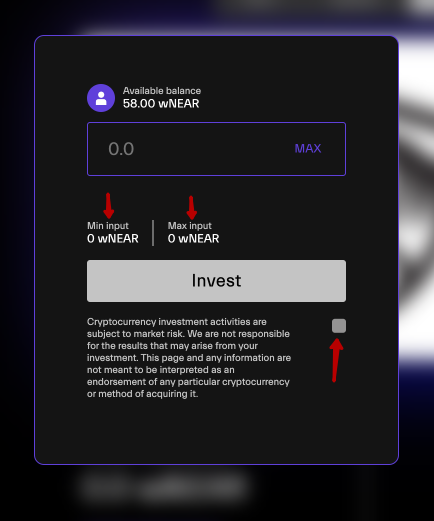 Available balance
58.00 wNEAR
0.0 MAX
Min input Max input
0 wNEAR 0 wNEAR
Invest
Cryptocurrency investment activities are
subject to market risk. We are not responsible
for the results that may arise from your
investment. This page and any information are
not meant to be interpreted as an
endorsement of any particular cryptocurrency
or method of acquiring it.